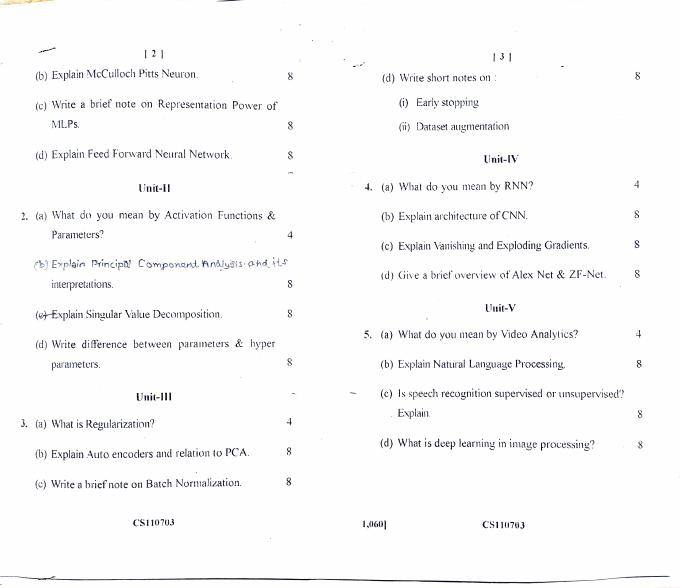 [ 2 ]
(b) Explain McCulloch Pitts Neuron. 8
(c) Write a brief note on Representation Power of
MLPs. 8
(d) Explain Feed Forward Neural Network. 8
Unit-II
2. (a) What do you mean by Activation Functions &
Parameters? 4
(b) Explain Principal Component Analysis and its
interpretations. 8
(c) Explain Singular Value Decomposition. 8
(d) Write difference between parameters & hyper
parameters. 8
Unit-III
3. (a) What is Regularization? 4
(b) Explain Auto encoders and relation to PCA. 8
(c) Write a brief note on Batch Normalization. 8
CS110703
[ 3 ]
(d) Write short notes on : 8
(i) Early stopping
(ii) Dataset augmentation
Unit-IV
4. (a) What do you mean by RNN? 4
(b) Explain architecture of CNN. 8
(c) Explain Vanishing and Exploding Gradients. 8
(d) Give a brief overview of Alex Net & ZF-Net. 8
Unit-V
5. (a) What do you mean by Video Analytics? 4
(b) Explain Natural Language Processing. 8
(c) Is speech recognition supervised or unsupervised?
Explain. 8
(d) What is deep learning in image processing? 8
1,060] CS110703